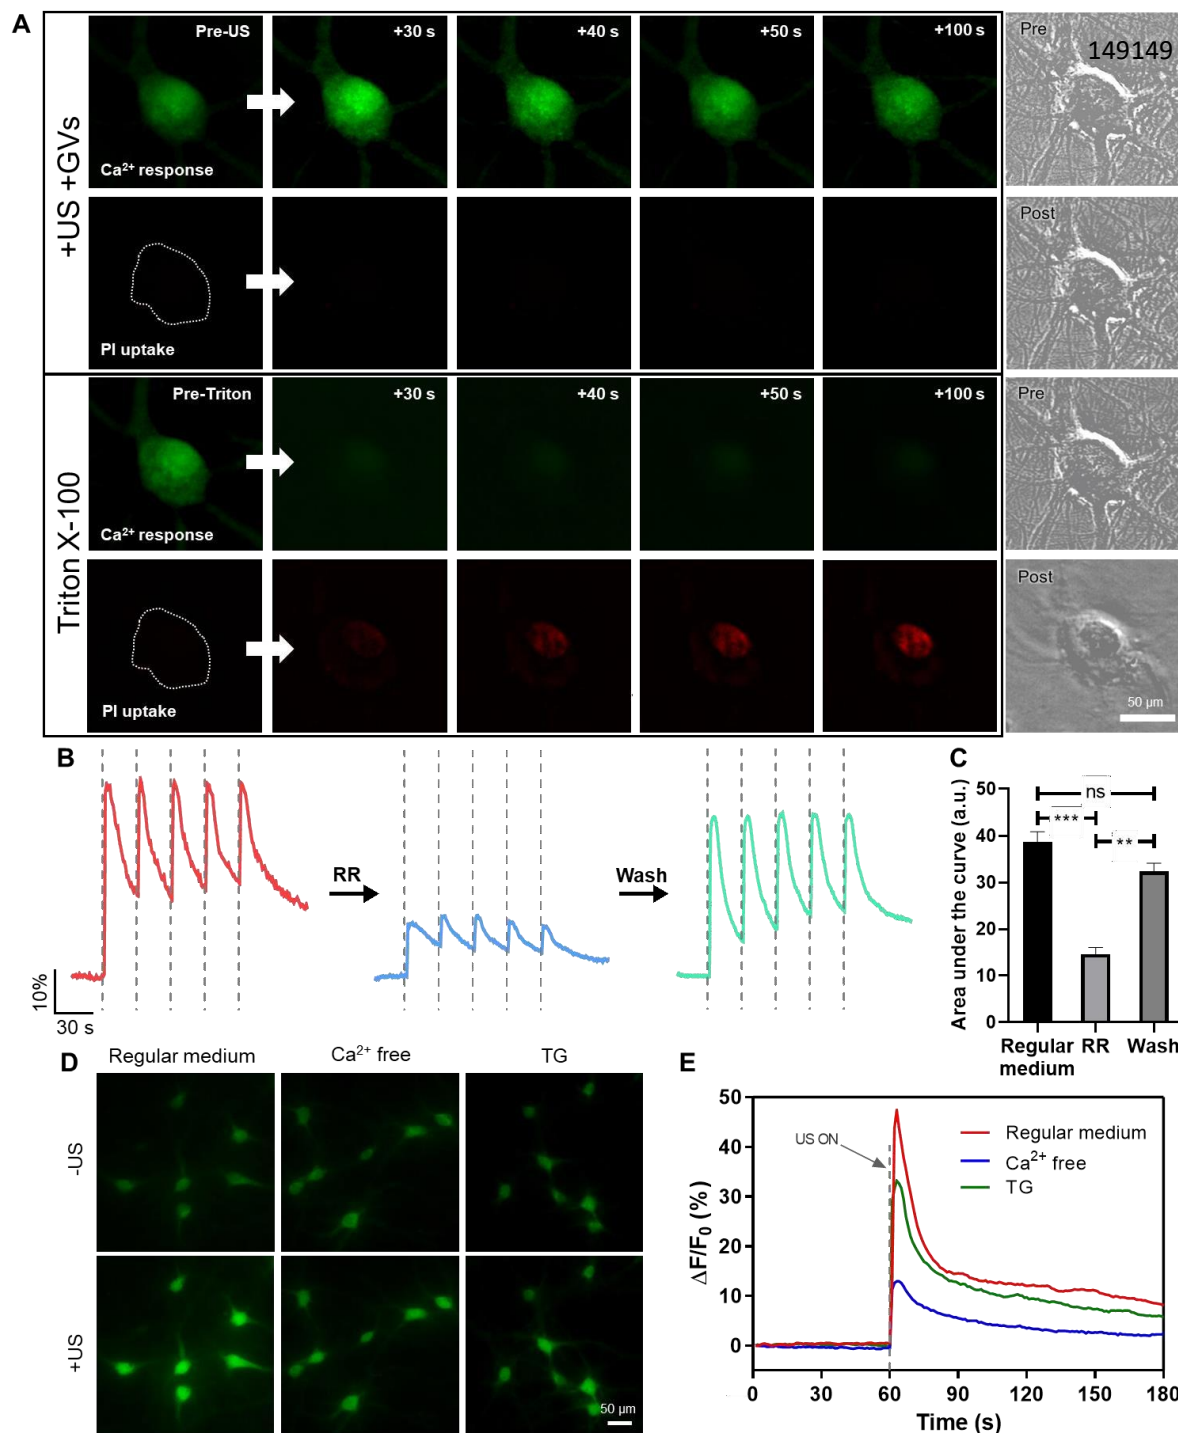 A
+US +GVs
Pre-US
+30 s
+40 s
+50 s
+100 s
Pre
149149
Ca²⁺ response
Post
PI uptake
Triton X-100
Pre-Triton
+30 s
+40 s
+50 s
+100 s
Pre
Ca²⁺ response
Post
PI uptake
50 µm
B
RR
Wash
10%
30 s
C
Area under the curve (a.u.)
50
40
30
20
10
0
ns
***
**
Regular medium
RR
Wash
D
Regular medium
Ca²⁺ free
TG
-US
+US
50 µm
E
ΔF/F₀ (%)
50
40
30
20
10
0
US ON
Regular medium
Ca²⁺ free
TG
0
30
60
90
120
150
180
Time (s)